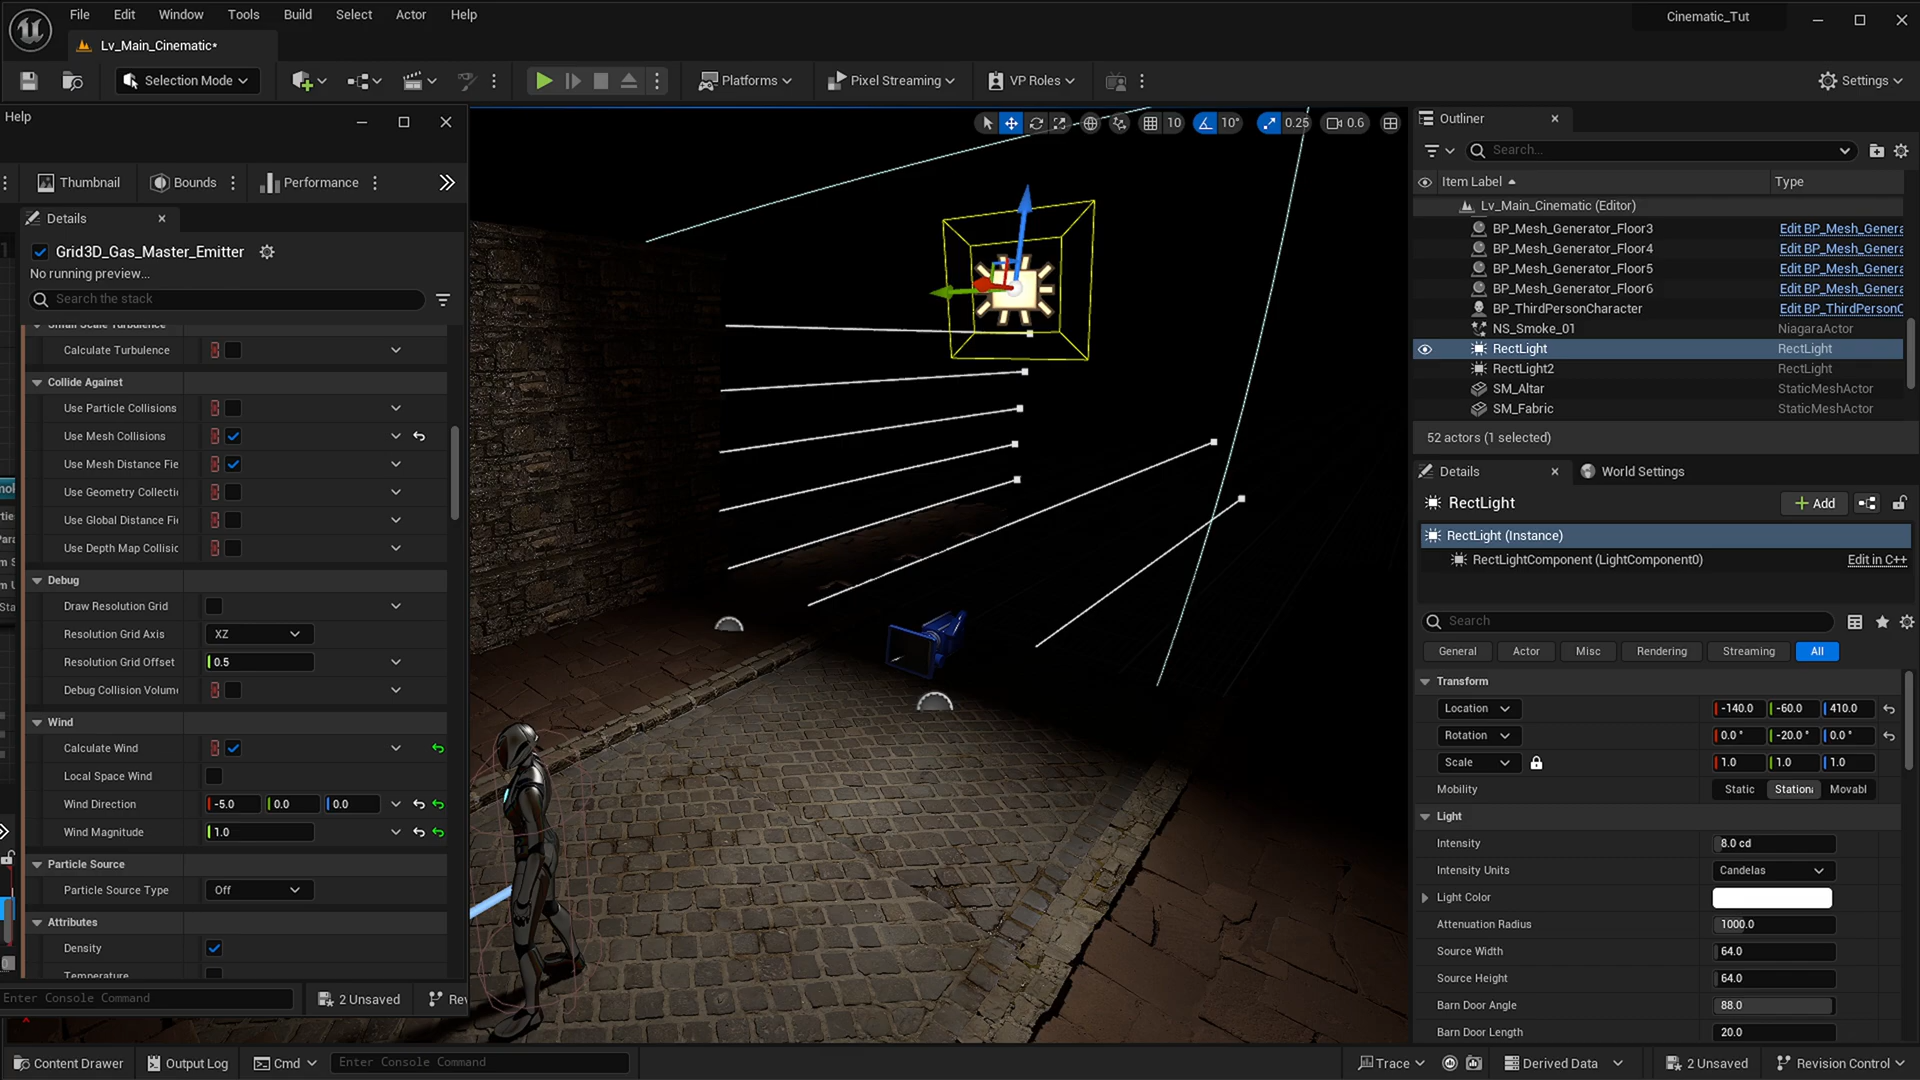 File Edit Window Tools Build Select Actor Help
Cinematic_Tut
Lv_Main_Cinematic*
Selection Mode
Platforms
Pixel Streaming
VP Roles
Settings
Help
Thumbnail
Bounds
Performance
Details
Grid3D_Gas_Master_Emitter
No running preview...
Search the stack
Small Scale Turbulence
Calculate Turbulence
Collide Against
Use Particle Collisions
Use Mesh Collisions
Use Mesh Distance Fie
Use Geometry Collectic
Use Global Distance Fi
Use Depth Map Collisic
Debug
Draw Resolution Grid
Resolution Grid Axis XZ
Resolution Grid Offset 0.5
Debug Collision Volum
Wind
Calculate Wind
Local Space Wind
Wind Direction -5.0 0.0 0.0
Wind Magnitude 1.0
Particle Source
Particle Source Type Off
Attributes
Density
Temperature
Enter Console Command
2 Unsaved
Rev
10
10°
0.25
0.6
Outliner
Search...
Item Label Type
Lv_Main_Cinematic (Editor)
BP_Mesh_Generator_Floor3 Edit BP_Mesh_Genera
BP_Mesh_Generator_Floor4 Edit BP_Mesh_Genera
BP_Mesh_Generator_Floor5 Edit BP_Mesh_Genera
BP_Mesh_Generator_Floor6 Edit BP_Mesh_Genera
BP_ThirdPersonCharacter Edit BP_ThirdPersonC
NS_Smoke_01 NiagaraActor
RectLight RectLight
RectLight2 RectLight
SM_Altar StaticMeshActor
SM_Fabric StaticMeshActor
52 actors (1 selected)
Details
World Settings
RectLight
Add
RectLight (Instance)
RectLightComponent (LightComponent0) Edit in C++
Search
General Actor Misc Rendering Streaming All
Transform
Location -140.0 -60.0 410.0
Rotation 0.0° -20.0° 0.0°
Scale 1.0 1.0 1.0
Mobility Static Station Movabl
Light
Intensity 8.0 cd
Intensity Units Candelas
Light Color
Attenuation Radius 1000.0
Source Width 64.0
Source Height 64.0
Barn Door Angle 88.0
Barn Door Length 20.0
Content Drawer
Output Log
Cmd
Enter Console Command
Trace
Derived Data
2 Unsaved
Revision Control